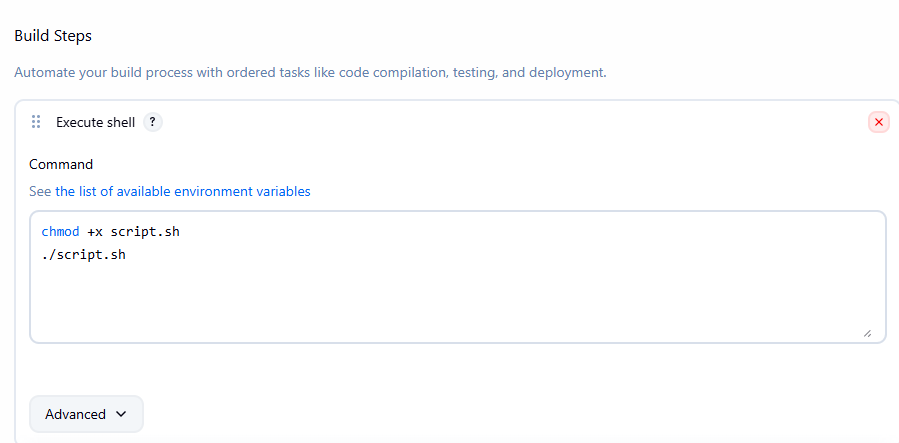 Build Steps
Automate your build process with ordered tasks like code compilation, testing, and deployment.
Execute shell ?
Command
See the list of available environment variables
chmod +x script.sh
./script.sh
Advanced